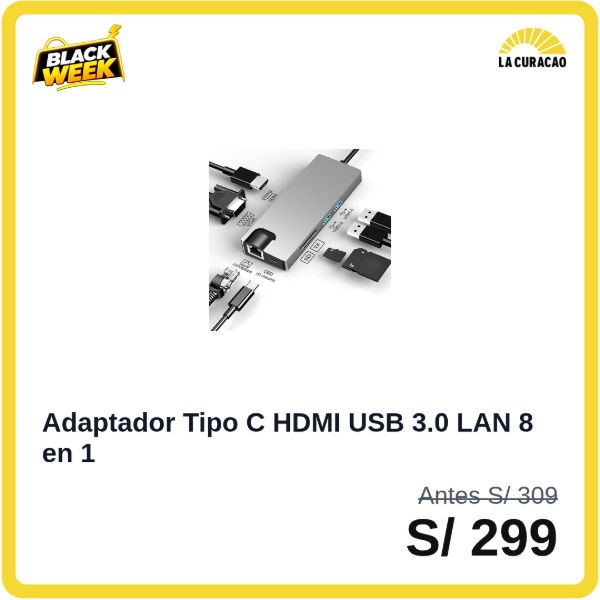 BLACK
WEEK
LA CURACAO
Adaptador Tipo C HDMI USB 3.0 LAN 8
en 1
Antes S/ 309
S/ 299